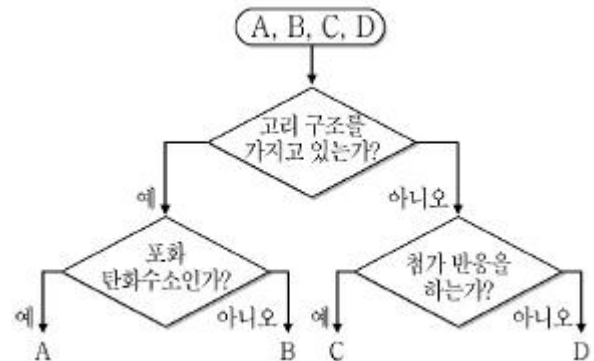 A, B, C, D
고리 구조를
가지고 있는가?
예
아니오
포화
탄화수소인가?
첨가 반응을
하는가?
예
아니오
예
아니오
A
B
C
D